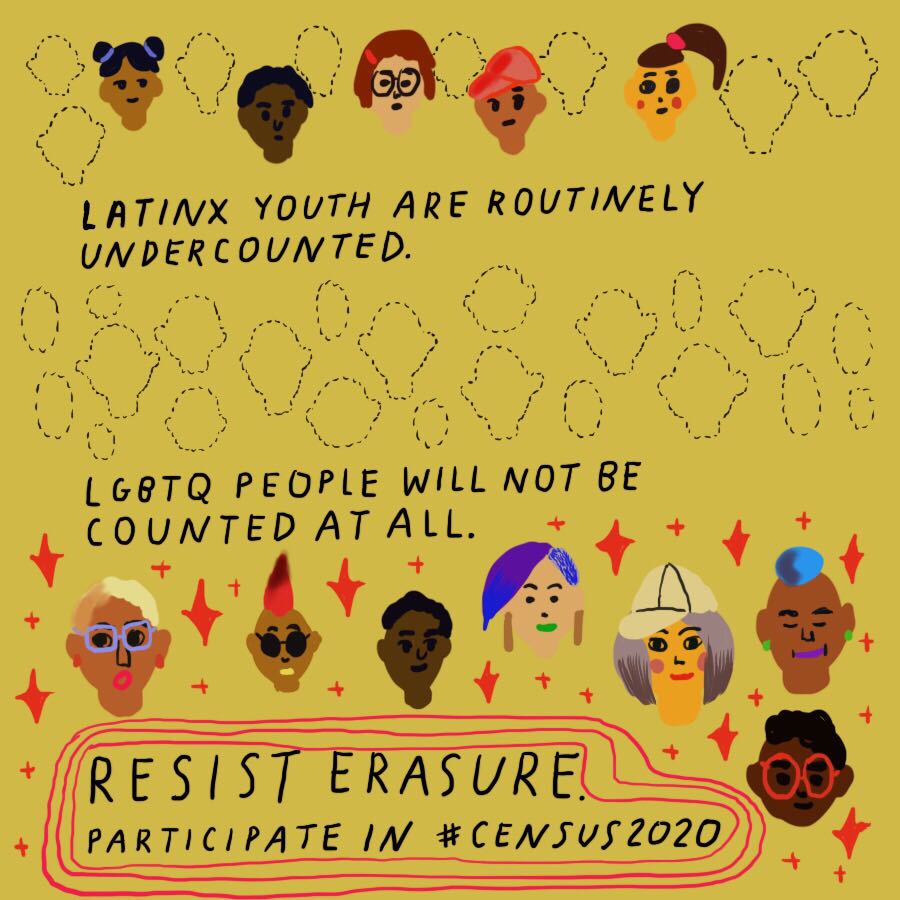 LATINX YOUTH ARE ROUTINELY
UNDERCOUNTED.
LGBTQ PEOPLE WILL NOT BE
COUNTED AT ALL.
RESIST ERASURE.
PARTICIPATE IN #CENSUS2020